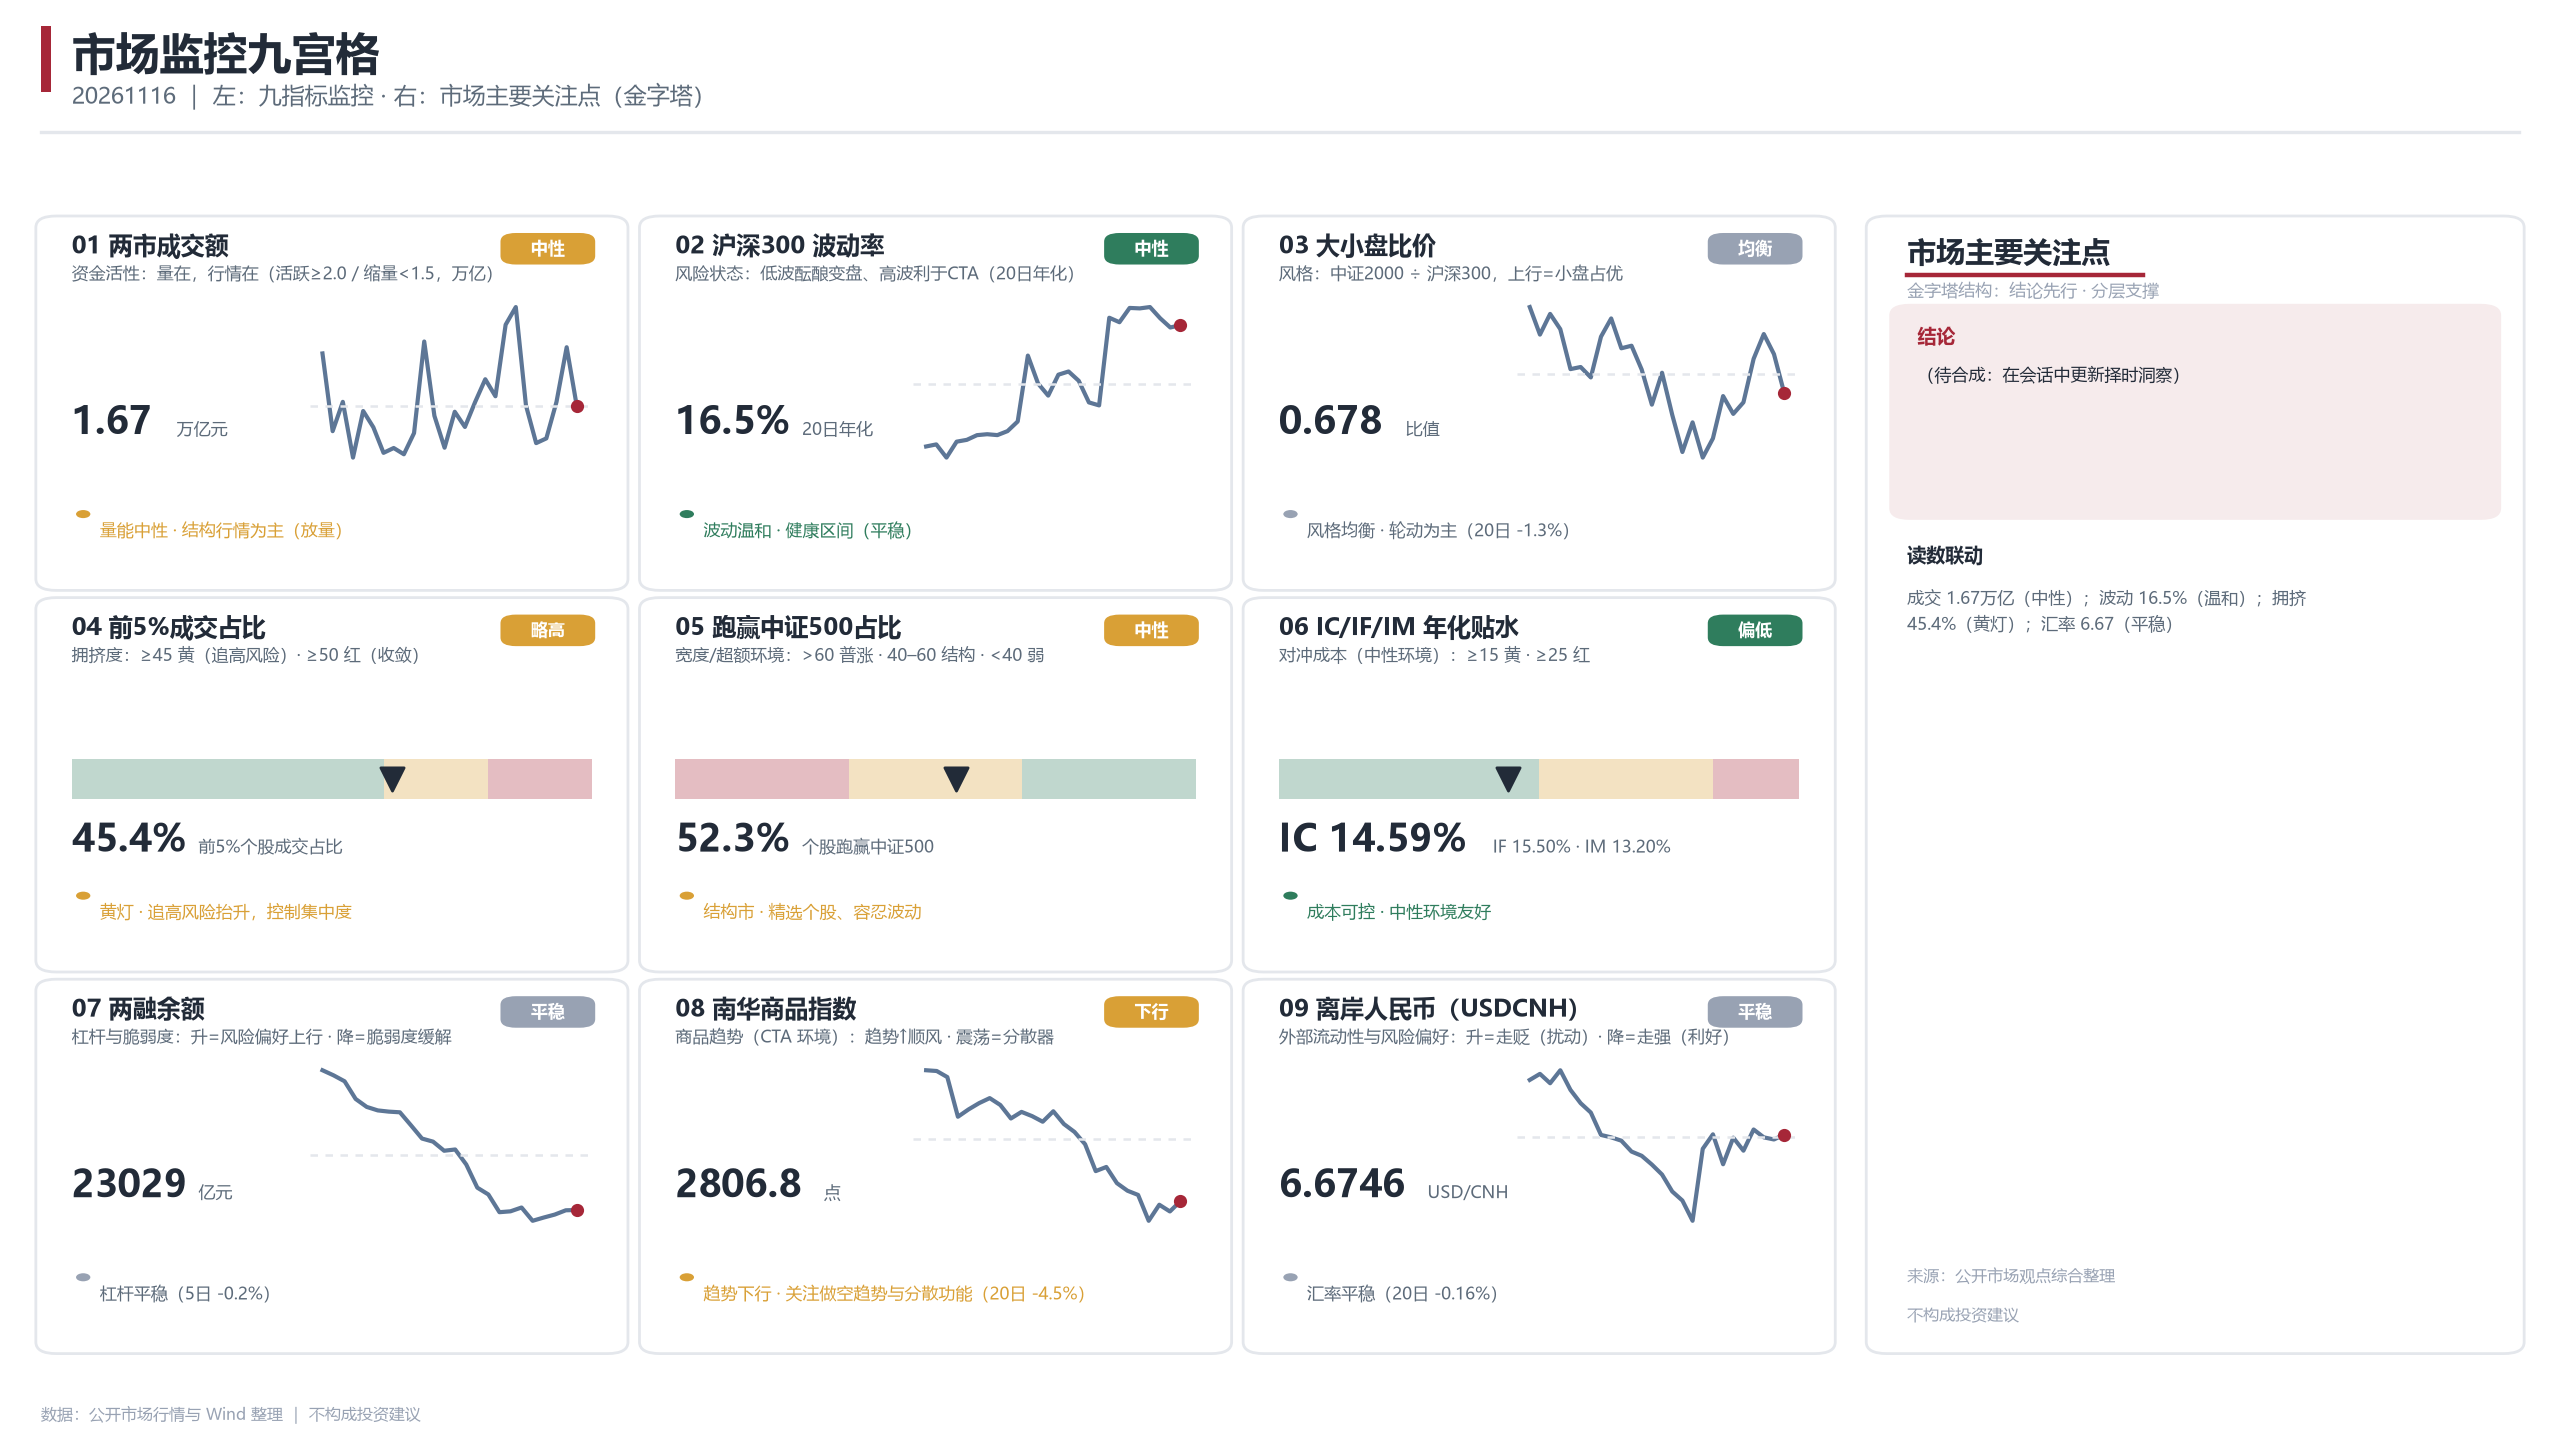 市场监控九宫格
20261116 ｜ 左：九指标监控 · 右：市场主要关注点（金字塔）
01 两市成交额
中性
资金活性：量在，行情在（活跃≥2.0 / 缩量<1.5，万亿）
1.67 万亿元
量能中性 · 结构行情为主（放量）
02 沪深300 波动率
中性
风险状态：低波酝酿变盘、高波利于CTA（20日年化）
16.5% 20日年化
波动温和 · 健康区间（平稳）
03 大小盘比价
均衡
风格：中证2000 ÷ 沪深300，上行=小盘占优
0.678 比值
风格均衡 · 轮动为主（20日 -1.3%）
04 前5%成交占比
略高
拥挤度：≥45 黄（追高风险）· ≥50 红（收敛）
45.4% 前5%个股成交占比
黄灯 · 追高风险抬升，控制集中度
05 跑赢中证500占比
中性
宽度/超额环境：>60 普涨 · 40–60 结构 · <40 弱
52.3% 个股跑赢中证500
结构市 · 精选个股、容忍波动
06 IC/IF/IM 年化贴水
偏低
对冲成本（中性环境）：≥15 黄 · ≥25 红
IC 14.59% IF 15.50% · IM 13.20%
成本可控 · 中性环境友好
07 两融余额
平稳
杠杆与脆弱度：升=风险偏好上行 · 降=脆弱度缓解
23029 亿元
杠杆平稳（5日 -0.2%）
08 南华商品指数
下行
商品趋势（CTA 环境）：趋势↑顺风 · 震荡=分散器
2806.8 点
趋势下行 · 关注做空趋势与分散功能（20日 -4.5%）
09 离岸人民币（USDCNH）
平稳
外部流动性与风险偏好：升=走贬（扰动）· 降=走强（利好）
6.6746 USD/CNH
汇率平稳（20日 -0.16%）
市场主要关注点
金字塔结构：结论先行 · 分层支撑
结论
（待合成：在会话中更新择时洞察）
读数联动
成交 1.67万亿（中性）；波动 16.5%（温和）；拥挤
45.4%（黄灯）；汇率 6.67（平稳）
来源：公开市场观点综合整理
不构成投资建议
数据：公开市场行情与 Wind 整理 ｜ 不构成投资建议